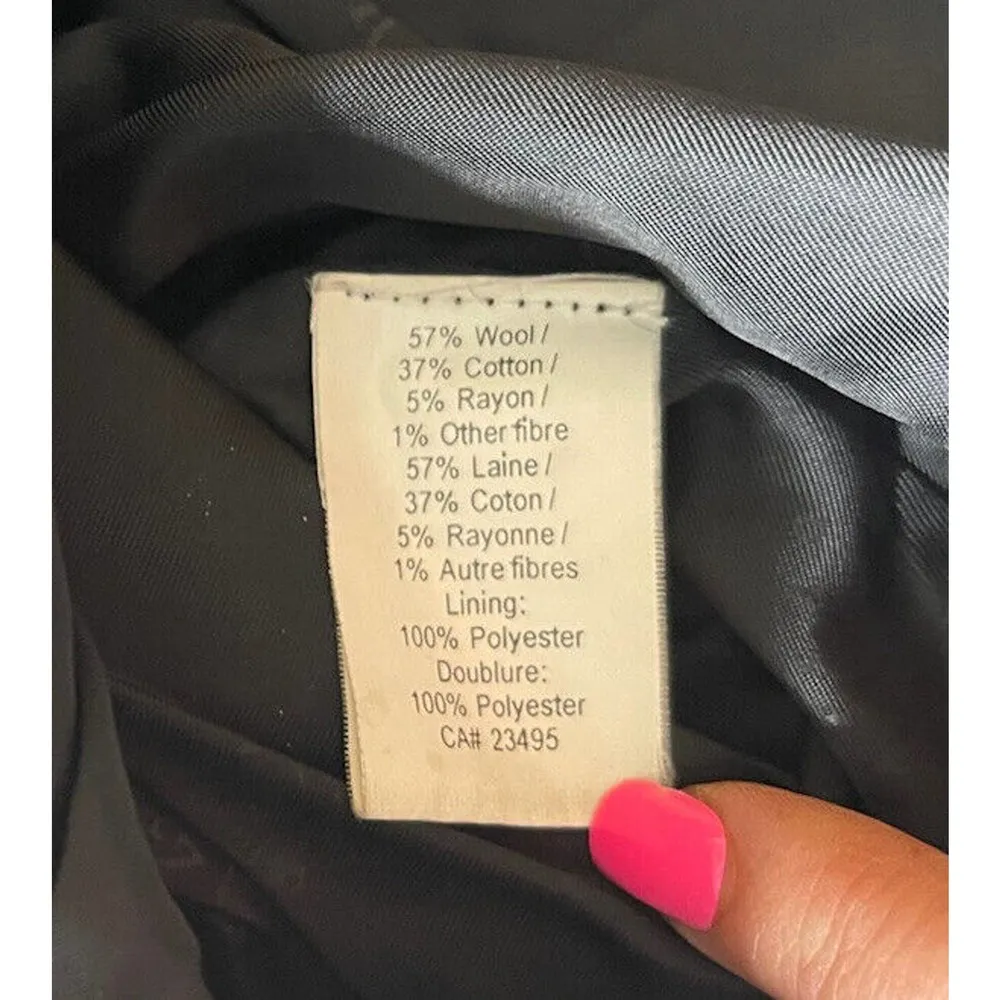 57% Wool /
37% Cotton /
5% Rayon /
1% Other fibre
57% Laine /
37% Coton /
5% Rayonne /
1% Autre fibres
Lining:
100% Polyester
Doublure:
100% Polyester
CA# 23495